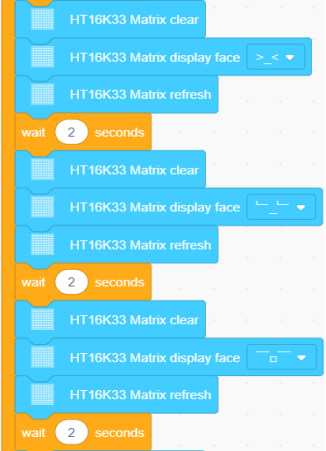 HT16K33 Matrix clear
HT16K33 Matrix display face >_<
HT16K33 Matrix refresh
wait 2 seconds
HT16K33 Matrix clear
HT16K33 Matrix display face
HT16K33 Matrix refresh
wait 2 seconds
HT16K33 Matrix clear
HT16K33 Matrix display face
HT16K33 Matrix refresh
wait 2 seconds